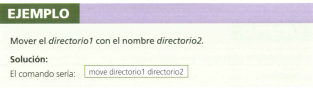 EJEMPLO
Mover el directorio1 con el nombre directorio2.
Solución:
El comando sería: move directorio1 directorio2